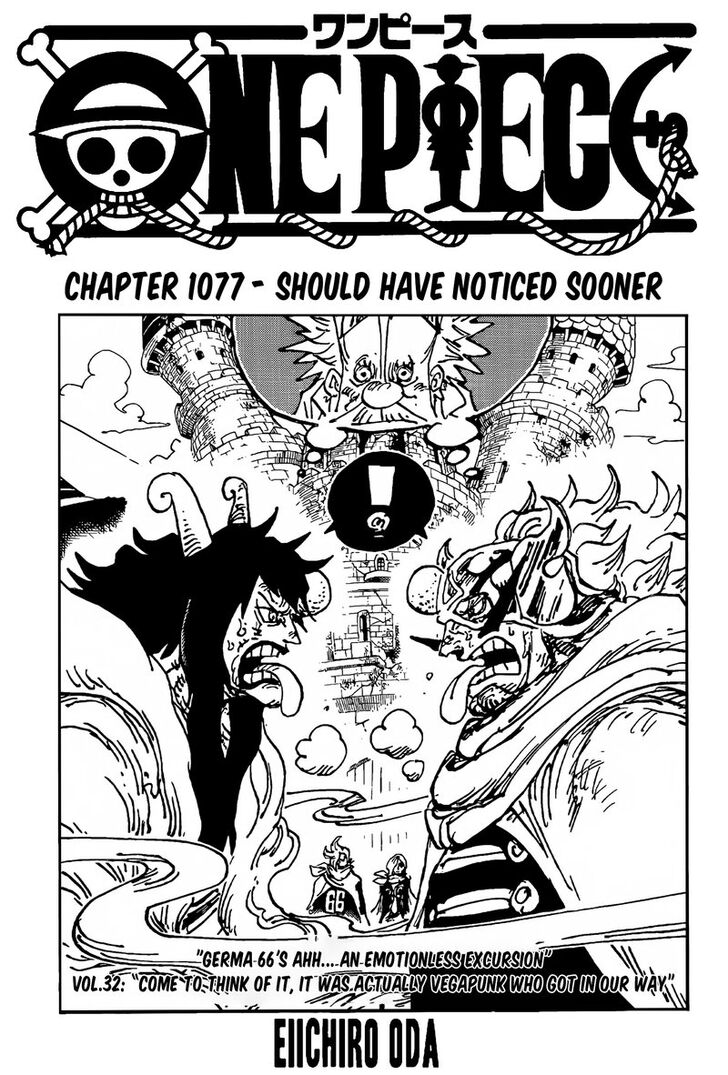 ワンピース
ONE PIECE
CHAPTER 1077 - SHOULD HAVE NOTICED SOONER
!
66
"GERMA 66'S AHH.... AN EMOTIONLESS EXCURSION"
VOL.32: "COME TO THINK OF IT, IT WAS ACTUALLY VEGAPUNK WHO GOT IN OUR WAY"
EIICHIRO ODA